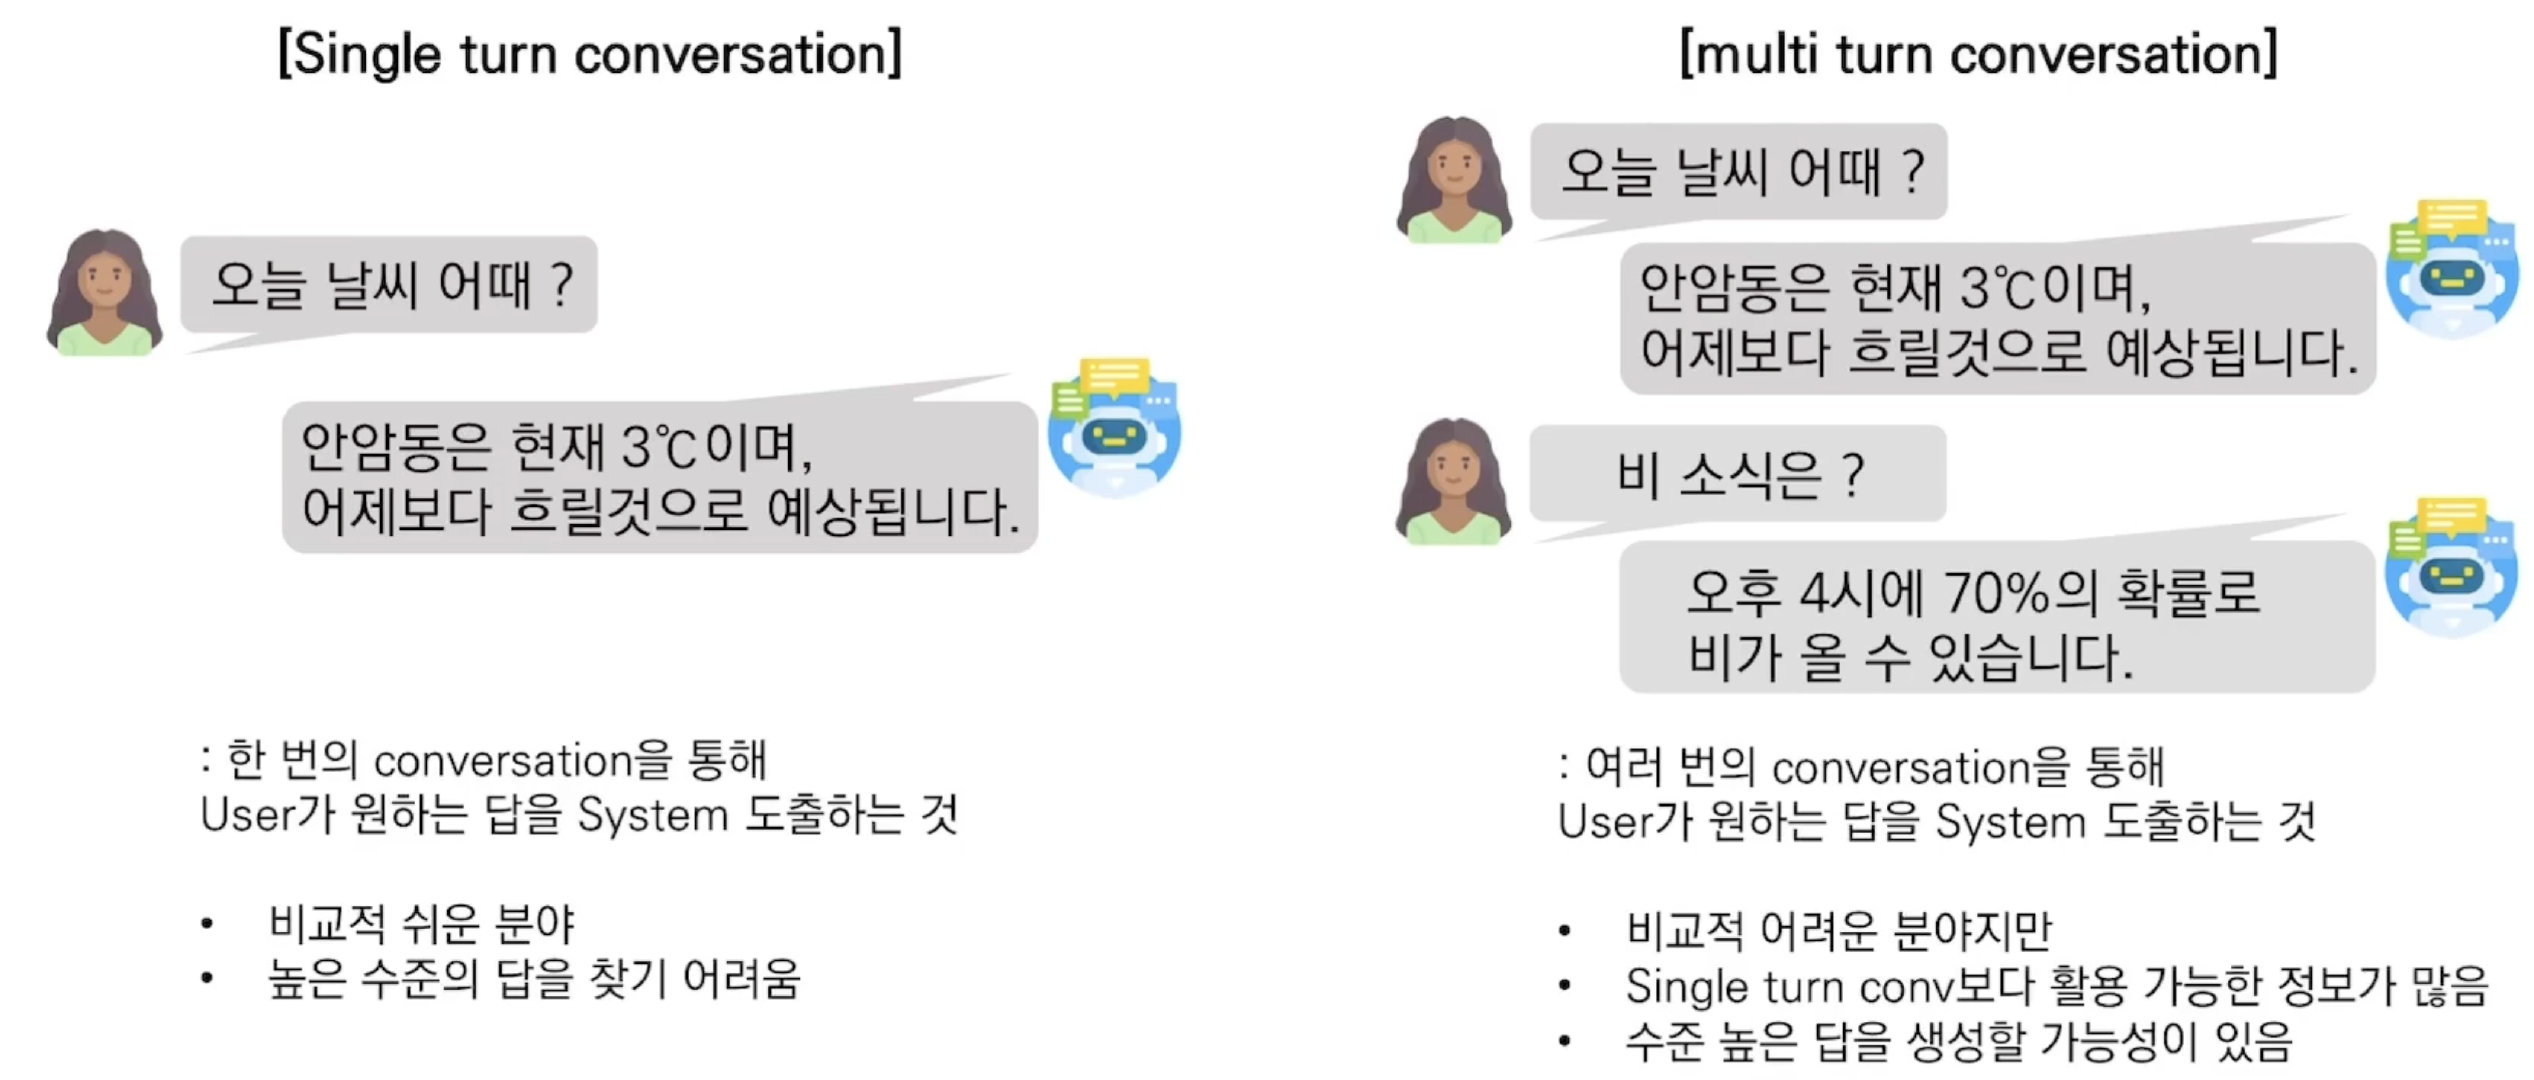 [Single turn conversation]
오늘 날씨 어때 ?
안암동은 현재 3℃이며,
어제보다 흐릴것으로 예상됩니다.
: 한 번의 conversation을 통해
User가 원하는 답을 System 도출하는 것
• 비교적 쉬운 분야
• 높은 수준의 답을 찾기 어려움
[multi turn conversation]
오늘 날씨 어때 ?
안암동은 현재 3℃이며,
어제보다 흐릴것으로 예상됩니다.
비 소식은 ?
오후 4시에 70%의 확률로
비가 올 수 있습니다.
: 여러 번의 conversation을 통해
User가 원하는 답을 System 도출하는 것
• 비교적 어려운 분야지만
• Single turn conv보다 활용 가능한 정보가 많음
• 수준 높은 답을 생성할 가능성이 있음